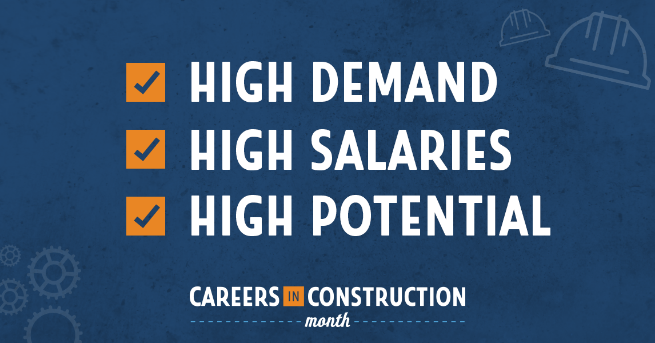 HIGH DEMAND
HIGH SALARIES
HIGH POTENTIAL
CAREERS IN CONSTRUCTION
month